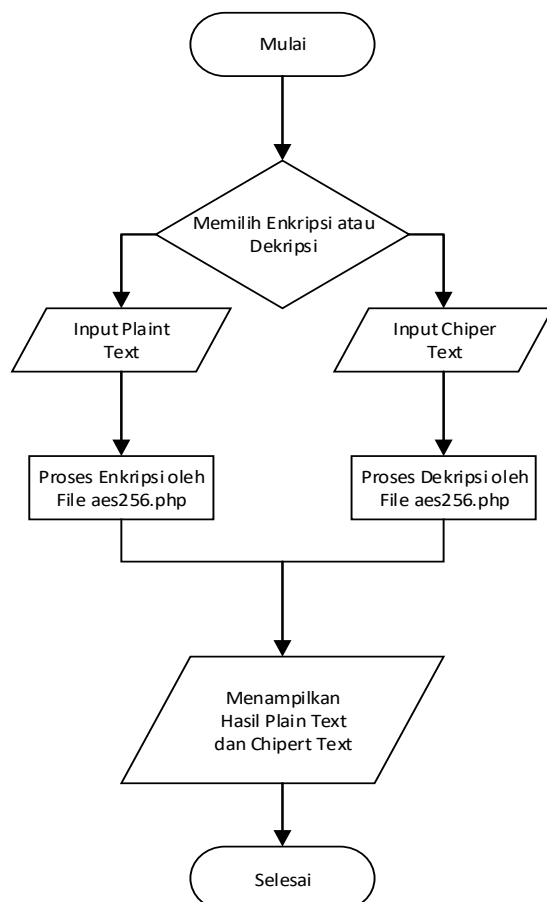 Mulai
Memilih Enkripsi atau
Dekripsi
Input Plaint
Text
Input Chiper
Text
Proses Enkripsi oleh
File aes256.php
Proses Dekripsi oleh
File aes256.php
Menampilkan
Hasil Plain Text
dan Chipert Text
Selesai